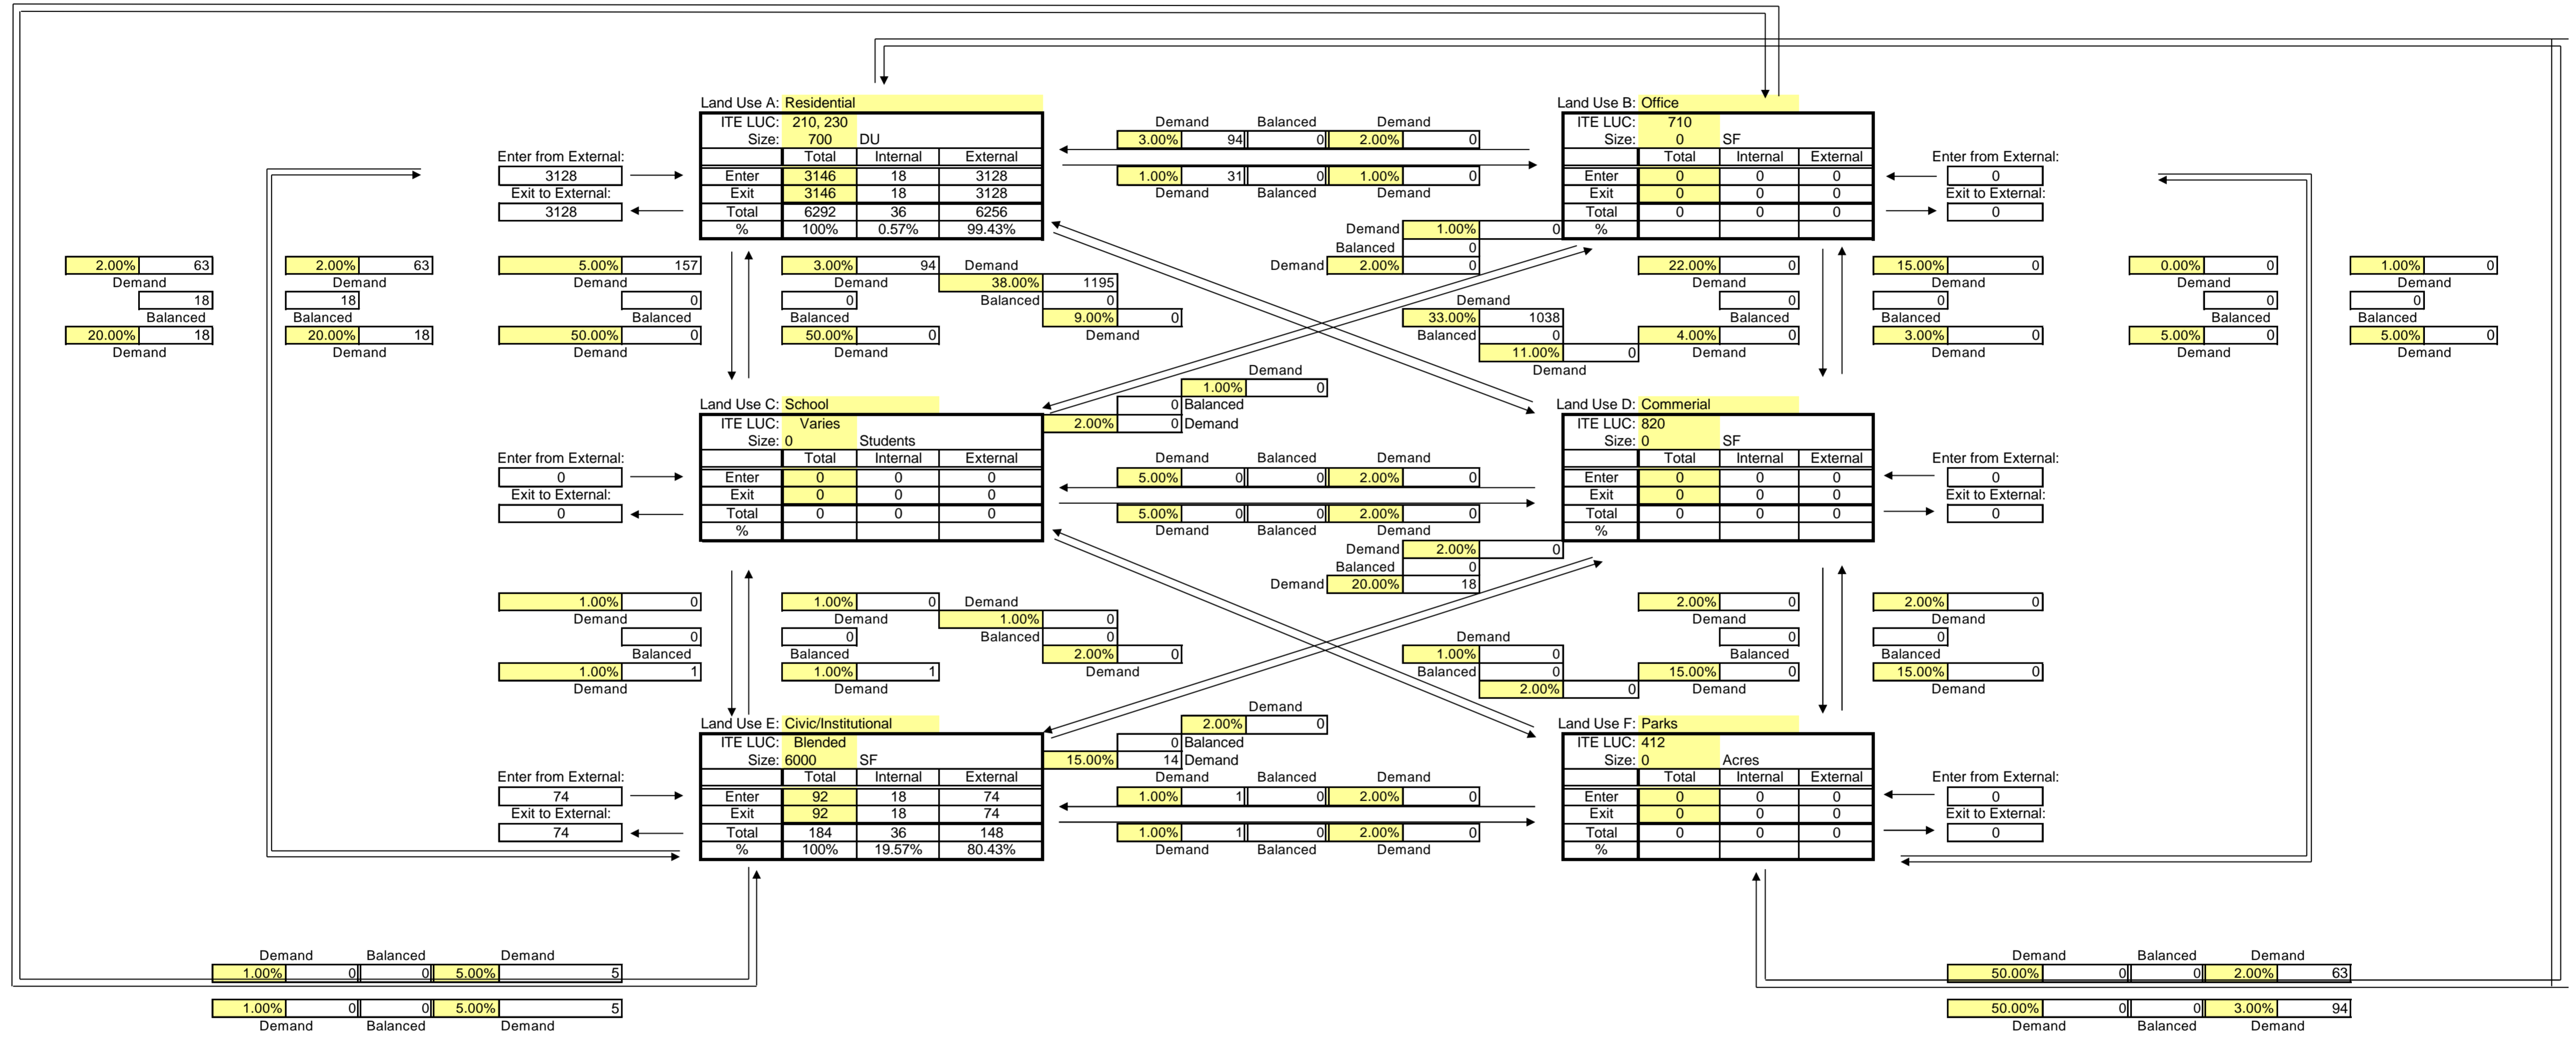 Land Use A: Residential
ITE LUC: 210, 230
Size: 700 DU
Total Internal External
Enter 3146 18 3128
Exit 3146 18 3128
Total 6292 36 6256
% 100% 0.57% 99.43%
Enter from External:
3128
Exit to External:
3128
Demand Balanced Demand
3.00% 94 0 2.00% 0
1.00% 31 0 1.00% 0
Demand Balanced Demand
Land Use B: Office
ITE LUC: 710
Size: 0 SF
Total Internal External
Enter 0 0 0
Exit 0 0 0
Total 0 0 0
%
Enter from External:
0
Exit to External:
0
Demand 1.00% 0
Balanced 0
Demand 2.00% 0
2.00% 63
Demand
18
Balanced
20.00% 18
Demand
2.00% 63
Demand
18
Balanced
20.00% 18
Demand
5.00% 157
Demand
0
Balanced
50.00% 0
Demand
3.00% 94
Demand
0
Balanced
50.00% 0
Demand
Demand
38.00% 1195
Balanced 0
9.00% 0
Demand
Demand
33.00% 1038
Balanced 0
11.00% 0
Demand
22.00% 0
Demand
0
Balanced
4.00% 0
Demand
15.00% 0
Demand
0
Balanced
3.00% 0
Demand
0.00% 0
Demand
0
Balanced
5.00% 0
Demand
1.00% 0
Demand
0
Balanced
5.00% 0
Demand
Demand
1.00% 0
0 Balanced
2.00% 0 Demand
Land Use C: School
ITE LUC: Varies
Size: 0 Students
Total Internal External
Enter 0 0 0
Exit 0 0 0
Total 0 0 0
%
Enter from External:
0
Exit to External:
0
Demand Balanced Demand
5.00% 0 0 2.00% 0
5.00% 0 0 2.00% 0
Demand Balanced Demand
Land Use D: Commerial
ITE LUC: 820
Size: 0 SF
Total Internal External
Enter 0 0 0
Exit 0 0 0
Total 0 0 0
%
Enter from External:
0
Exit to External:
0
Demand 2.00% 0
Balanced 0
Demand 20.00% 18
1.00% 0
Demand
0
Balanced
1.00% 1
Demand
1.00% 0
Demand
0
Balanced
1.00% 1
Demand
Demand
1.00% 0
Balanced 0
2.00% 0
Demand
Demand
1.00% 0
Balanced 0
2.00% 0
2.00% 0
Demand
0
Balanced
15.00% 0
Demand
2.00% 0
Demand
0
Balanced
15.00% 0
Demand
Demand
2.00% 0
0 Balanced
15.00% 14 Demand
Land Use E: Civic/Institutional
ITE LUC: Blended
Size: 6000 SF
Total Internal External
Enter 92 18 74
Exit 92 18 74
Total 184 36 148
% 100% 19.57% 80.43%
Enter from External:
74
Exit to External:
74
Demand Balanced Demand
1.00% 1 0 2.00% 0
1.00% 1 0 2.00% 0
Demand Balanced Demand
Land Use F: Parks
ITE LUC: 412
Size: 0 Acres
Total Internal External
Enter 0 0 0
Exit 0 0 0
Total 0 0 0
%
Enter from External:
0
Exit to External:
0
Demand Balanced Demand
1.00% 0 0 5.00% 5
1.00% 0 0 5.00% 5
Demand Balanced Demand
Demand Balanced Demand
50.00% 0 0 2.00% 63
50.00% 0 0 3.00% 94
Demand Balanced Demand